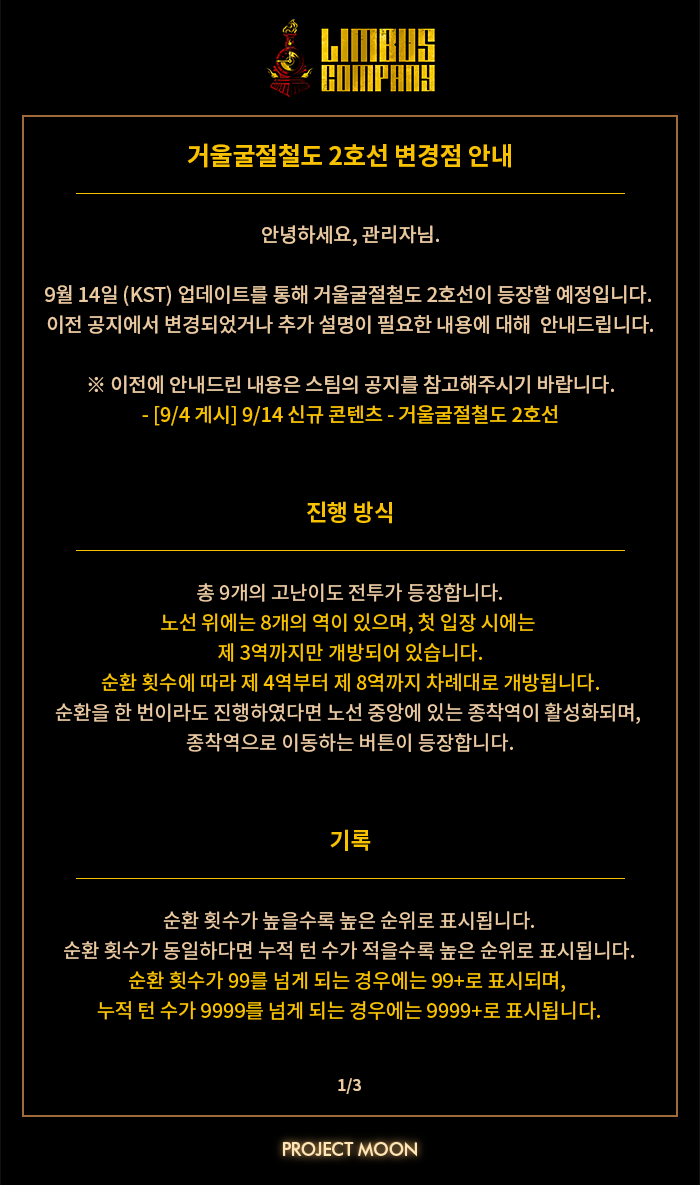 LIMBUS
COMPANY
거울굴절철도 2호선 변경점 안내
안녕하세요, 관리자님.
9월 14일 (KST) 업데이트를 통해 거울굴절철도 2호선이 등장할 예정입니다.
이전 공지에서 변경되었거나 추가 설명이 필요한 내용에 대해 안내드립니다.
※ 이전에 안내드린 내용은 스팀의 공지를 참고해주시기 바랍니다.
- [9/4 게시] 9/14 신규 콘텐츠 - 거울굴절철도 2호선
진행 방식
총 9개의 고난이도 전투가 등장합니다.
노선 위에는 8개의 역이 있으며, 첫 입장 시에는
제 3역까지만 개방되어 있습니다.
순환 횟수에 따라 제 4역부터 제 8역까지 차례대로 개방됩니다.
순환을 한 번이라도 진행하였다면 노선 중앙에 있는 종착역이 활성화되며,
종착역으로 이동하는 버튼이 등장합니다.
기록
순환 횟수가 높을수록 높은 순위로 표시됩니다.
순환 횟수가 동일하다면 누적 턴 수가 적을수록 높은 순위로 표시됩니다.
순환 횟수가 99를 넘게 되는 경우에는 99+로 표시되며,
누적 턴 수가 9999를 넘게 되는 경우에는 9999+로 표시됩니다.
1/3
PROJECT MOON